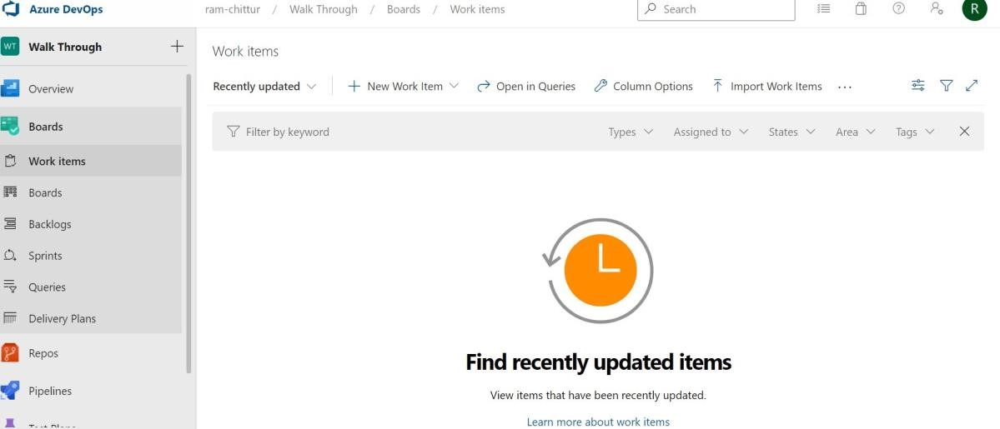 Azure DevOps
ram-chittur / Walk Through / Boards / Work items
Search
R
WT Walk Through
Overview
Boards
Work items
Boards
Backlogs
Sprints
Queries
Delivery Plans
Repos
Pipelines
Test Plans
Work items
Recently updated
New Work Item
Open in Queries
Column Options
Import Work Items
Filter by keyword
Types
Assigned to
States
Area
Tags
Find recently updated items
View items that have been recently updated.
Learn more about work items